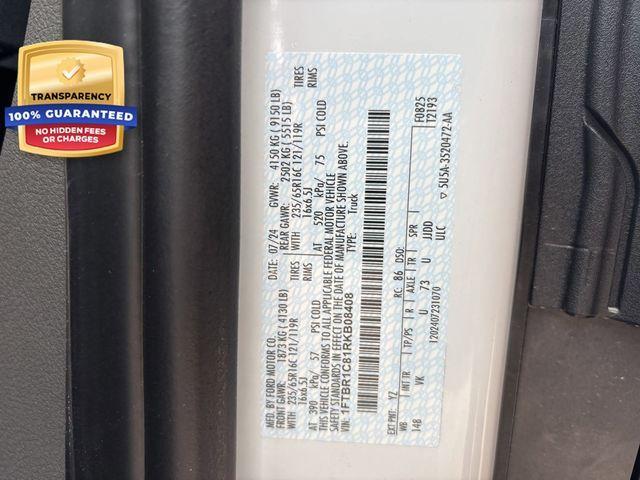 TRANSPARENCY
100% GUARANTEED
NO HIDDEN FEES
OR CHARGES
MFD. BY FORD MOTOR CO.
DATE: 07/24 GVWR: 4150 KG ( 9150 LB)
FRONT GAWR: 1873 KG ( 4130 LB) REAR GAWR: 2502 KG ( 5515 LB)
235/65R16C 121/119R TIRES WITH 235/65R16C 121/119R TIRES
16x6.5J RIMS 16x6.5J RIMS
AT 390 kPa/ 57 PSI COLD AT 520 kPa/ 75 PSI COLD
THIS VEHICLE CONFORMS TO ALL APPLICABLE FEDERAL MOTOR VEHICLE
SAFETY STANDARDS IN EFFECT ON THE DATE OF MANUFACTURE SHOWN ABOVE.
VIN: 1FTBR1C81RKB08408 TYPE: Truck
EXT PNT: YZ RC: 86 DSO: F0825
WB INT TR TP/PS R AXLE TR SPR T2193
148 VK U 73 U JJDD
ULC
120240723107O ▽ 5U5A-3520472-AA